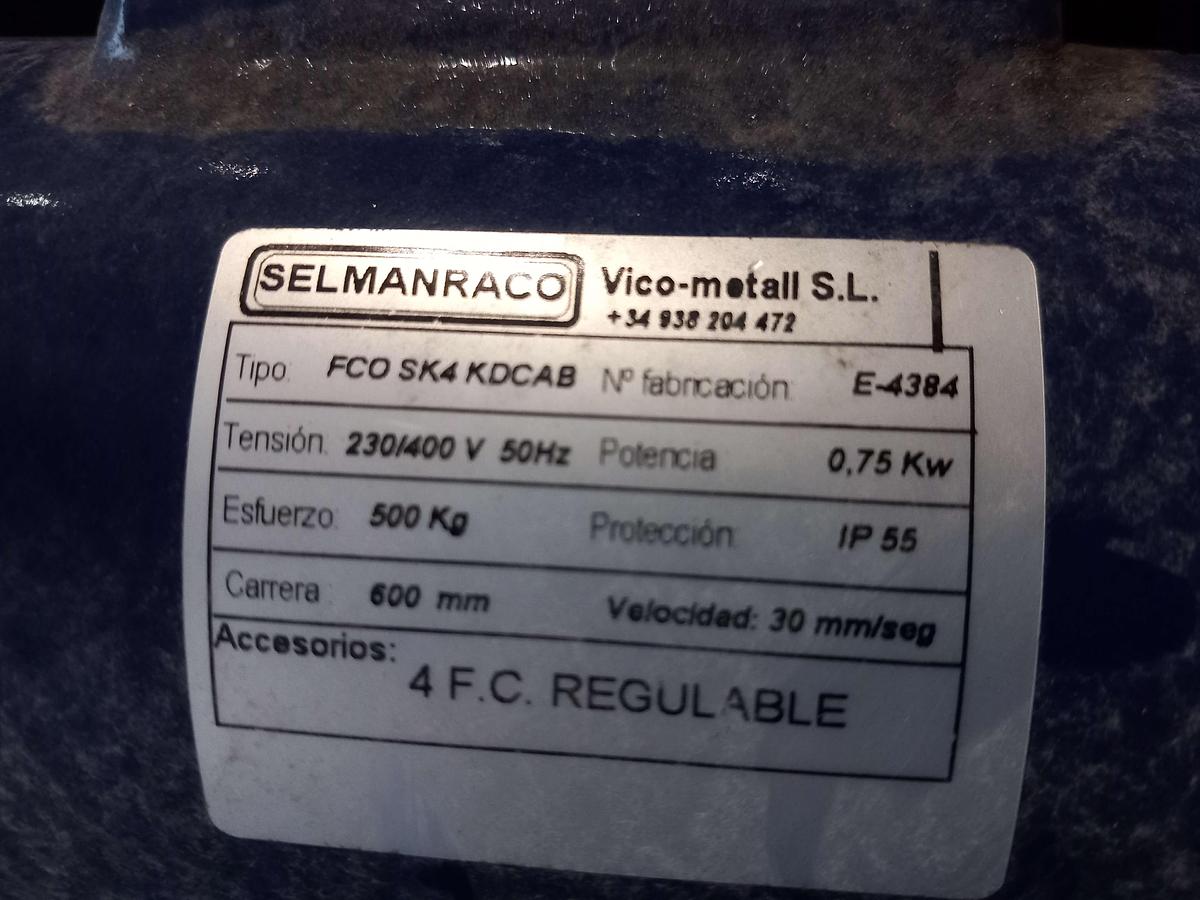 SELMANRACO Vico-metall S.L.
+34 938 204 472
Tipo: FCO SK4 KDCAB Nº fabricación: E-4384
Tensión: 230/400 V 50Hz Potencia 0,75 Kw
Esfuerzo: 500 Kg Protección: IP 55
Carrera 600 mm Velocidad: 30 mm/seg
Accesorios:
4 F.C. REGULABLE